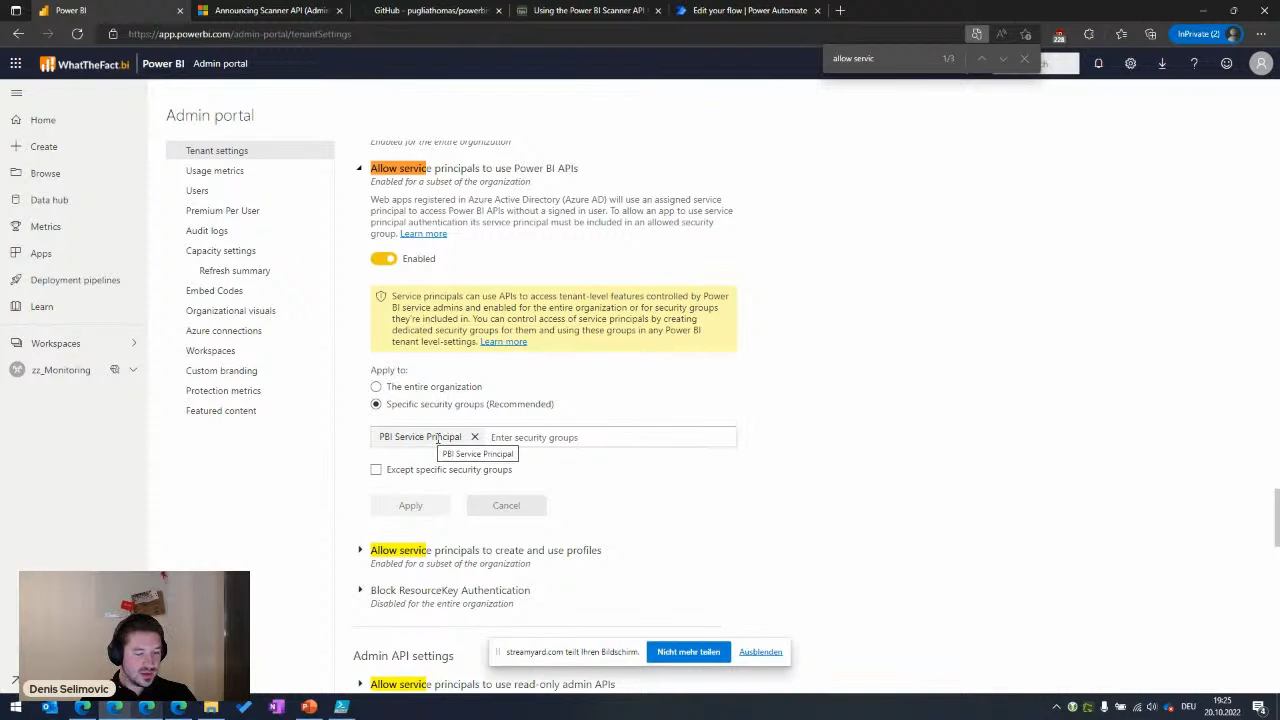 Power BI
Announcing Scanner API (Admin
GitHub - pugliathomas/powerbi
Using the Power BI Scanner API
Edit your flow | Power Automate
https://app.powerbi.com/admin-portal/tenantSettings
228
InPrivate (2)
allow servic
1/3
WhatTheFact.bi
Power BI
Admin portal
Home
Create
Browse
Data hub
Metrics
Apps
Deployment pipelines
Learn
Workspaces
zz_Monitoring
Admin portal
Tenant settings
Usage metrics
Users
Premium Per User
Audit logs
Capacity settings
Refresh summary
Embed Codes
Organizational visuals
Azure connections
Workspaces
Custom branding
Protection metrics
Featured content
Enabled for the entire organization
Allow service principals to use Power BI APIs
Enabled for a subset of the organization
Web apps registered in Azure Active Directory (Azure AD) will use an assigned service
principal to access Power BI APIs without a signed in user. To allow an app to use service
principal authentication its service principal must be included in an allowed security
group. Learn more
Enabled
Service principals can use APIs to access tenant-level features controlled by Power
BI service admins and enabled for the entire organization or for security groups
they're included in. You can control access of service principals by creating
dedicated security groups for them and using these groups in any Power BI
tenant level-settings. Learn more
Apply to:
The entire organization
Specific security groups (Recommended)
PBI Service Principal
Enter security groups
PBI Service Principal
Except specific security groups
Apply
Cancel
Allow service principals to create and use profiles
Enabled for a subset of the organization
Block ResourceKey Authentication
Disabled for the entire organization
Admin API settings
Allow service principals to use read-only admin APIs
streamyard.com teilt Ihren Bildschirm.
Nicht mehr teilen
Ausblenden
Denis Selimovic
DEU
19:25
20.10.2022